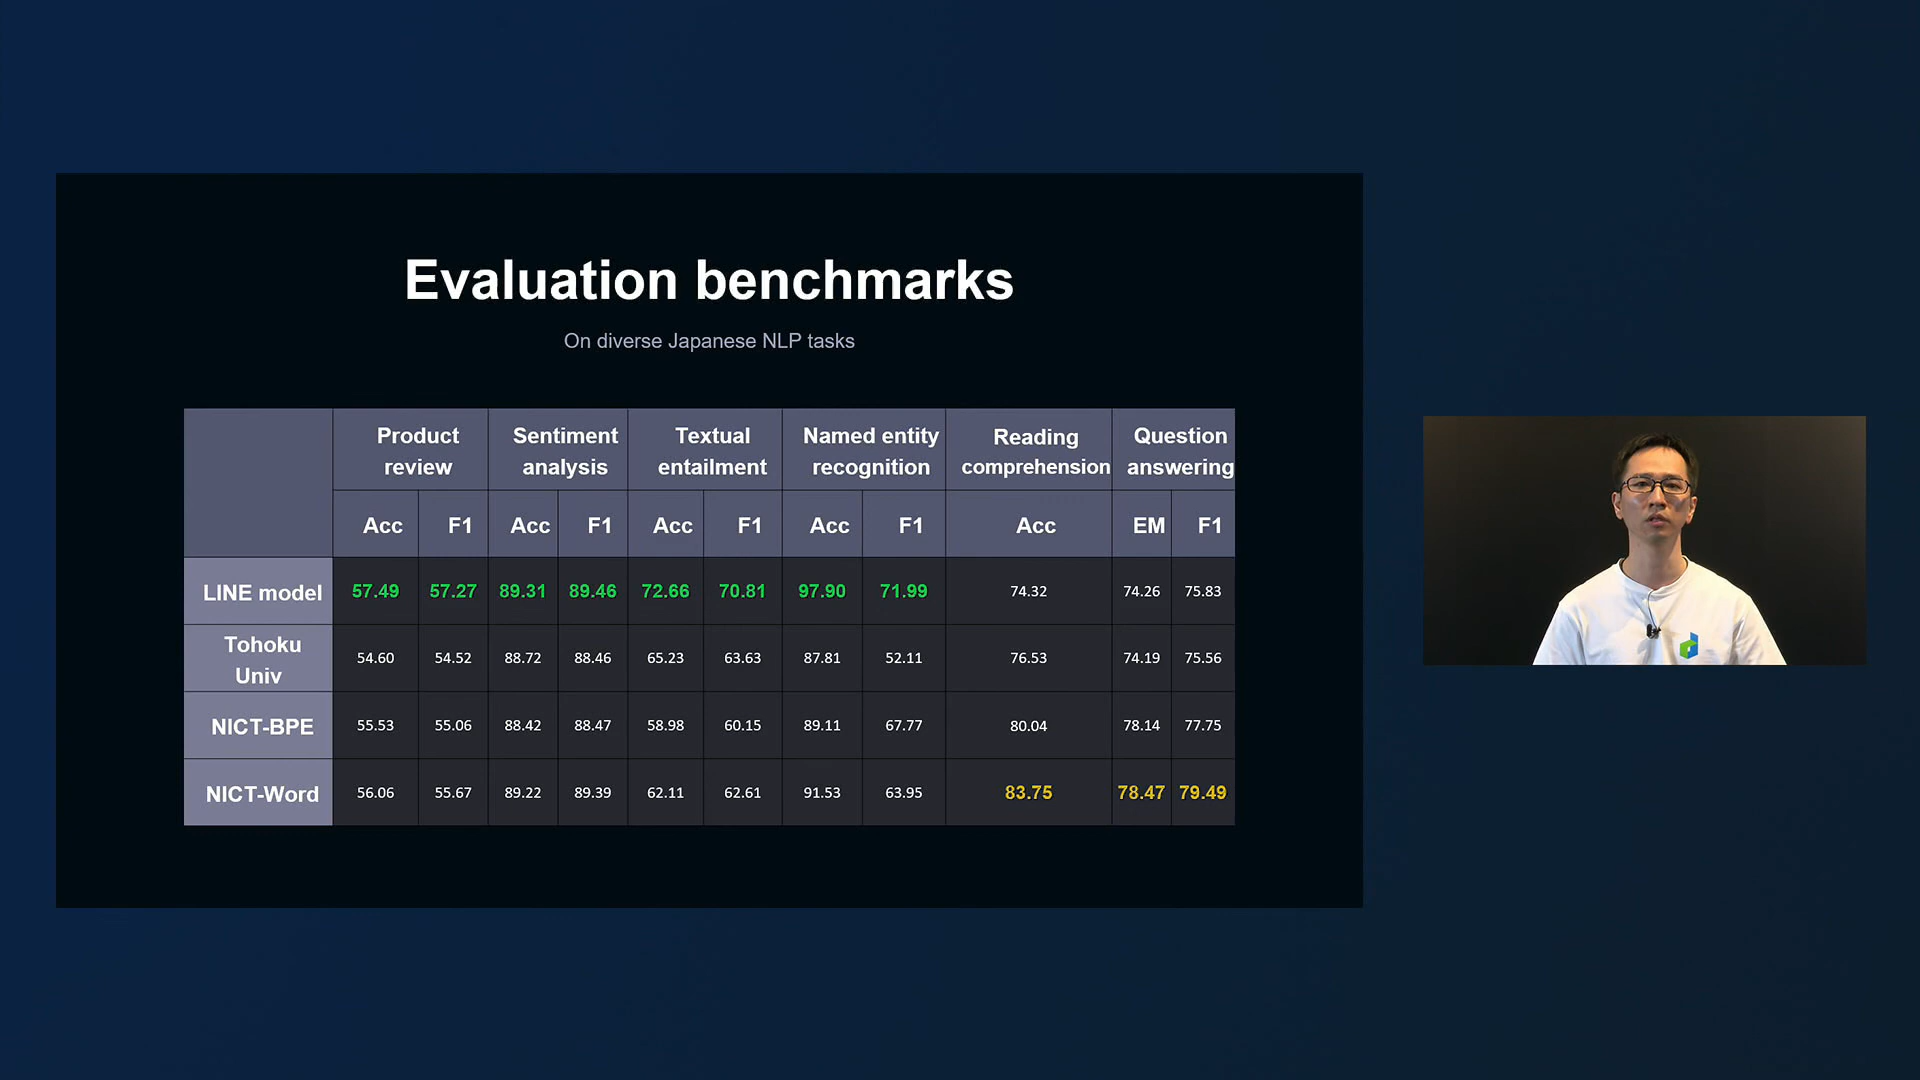 Evaluation benchmarks
On diverse Japanese NLP tasks
Product review Sentiment analysis Textual entailment Named entity recognition Reading comprehension Question answering
Acc F1 Acc F1 Acc F1 Acc F1 Acc EM F1
LINE model 57.49 57.27 89.31 89.46 72.66 70.81 97.90 71.99 74.32 74.26 75.83
Tohoku Univ 54.60 54.52 88.72 88.46 65.23 63.63 87.81 52.11 76.53 74.19 75.56
NICT-BPE 55.53 55.06 88.42 88.47 58.98 60.15 89.11 67.77 80.04 78.14 77.75
NICT-Word 56.06 55.67 89.22 89.39 62.11 62.61 91.53 63.95 83.75 78.47 79.49